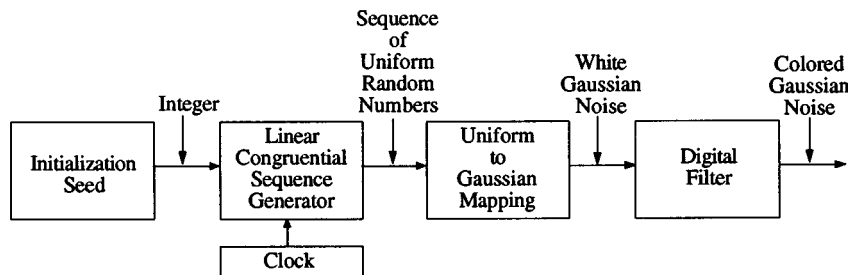 Sequence
of
Uniform
Random
Numbers
White
Gaussian
Noise
Colored
Gaussian
Noise
Integer
Initialization
Seed
Linear
Congruential
Sequence
Generator
Uniform
to
Gaussian
Mapping
Digital
Filter
Clock